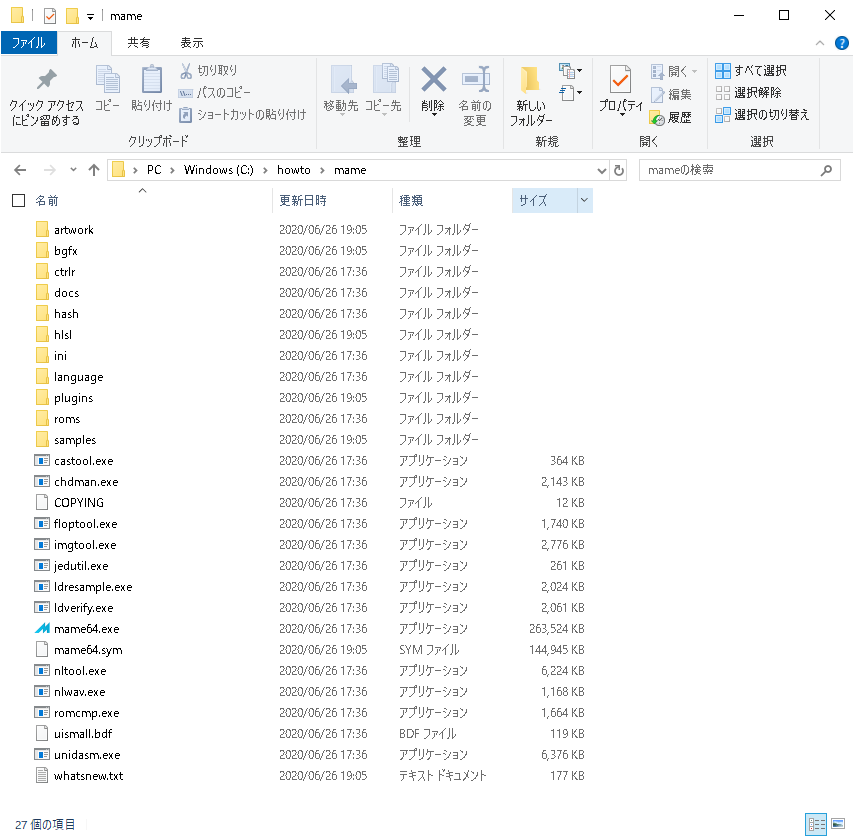 mame
ファイル ホーム 共有 表示
クイック アクセスにピン留めする
コピー
貼り付け
切り取り
パスのコピー
ショートカットの貼り付け
移動先
コピー先
削除
名前の変更
新しいフォルダー
プロパティ
開く
編集
履歴
すべて選択
選択解除
選択の切り替え
クリップボード 整理 新規 開く 選択
PC > Windows (C:) > howto > mame
mameの検索
名前 更新日時 種類 サイズ
artwork 2020/06/26 19:05 ファイル フォルダー
bgfx 2020/06/26 19:05 ファイル フォルダー
ctrlr 2020/06/26 17:36 ファイル フォルダー
docs 2020/06/26 17:36 ファイル フォルダー
hash 2020/06/26 17:36 ファイル フォルダー
hlsl 2020/06/26 19:05 ファイル フォルダー
ini 2020/06/26 17:36 ファイル フォルダー
language 2020/06/26 17:36 ファイル フォルダー
plugins 2020/06/26 19:05 ファイル フォルダー
roms 2020/06/26 17:36 ファイル フォルダー
samples 2020/06/26 19:05 ファイル フォルダー
castool.exe 2020/06/26 17:36 アプリケーション 364 KB
chdman.exe 2020/06/26 17:36 アプリケーション 2,143 KB
COPYING 2020/06/26 17:36 ファイル 12 KB
floptool.exe 2020/06/26 17:36 アプリケーション 1,740 KB
imgtool.exe 2020/06/26 17:36 アプリケーション 2,776 KB
jedutil.exe 2020/06/26 17:36 アプリケーション 261 KB
ldresample.exe 2020/06/26 17:36 アプリケーション 2,024 KB
ldverify.exe 2020/06/26 17:36 アプリケーション 2,061 KB
mame64.exe 2020/06/26 17:36 アプリケーション 263,524 KB
mame64.sym 2020/06/26 19:05 SYM ファイル 144,945 KB
nltool.exe 2020/06/26 17:36 アプリケーション 6,224 KB
nlwav.exe 2020/06/26 17:36 アプリケーション 1,168 KB
romcmp.exe 2020/06/26 17:36 アプリケーション 1,664 KB
uismall.bdf 2020/06/26 17:36 BDF ファイル 119 KB
unidasm.exe 2020/06/26 17:36 アプリケーション 6,376 KB
whatsnew.txt 2020/06/26 19:05 テキスト ドキュメント 177 KB
27 個の項目